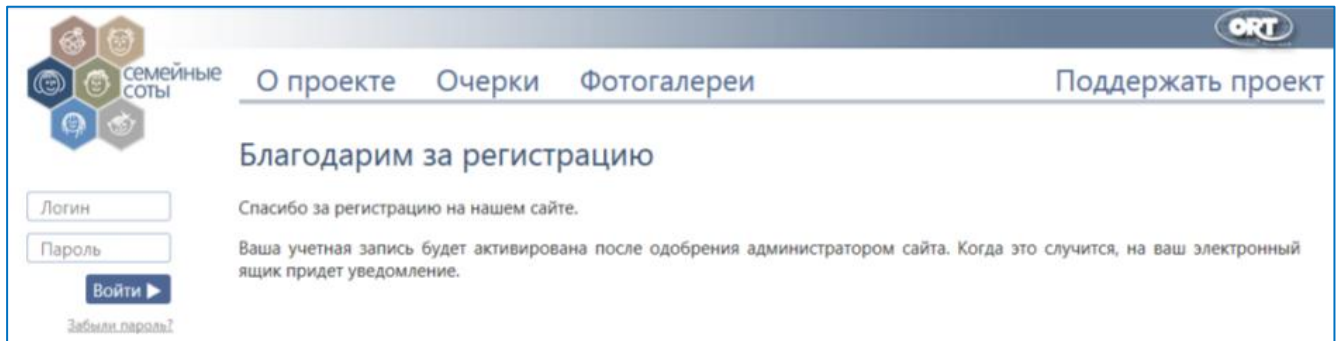 ORT
семейные
соты
О проекте Очерки Фотогалереи Поддержать проект
Благодарим за регистрацию
Логин
Пароль
Войти
Забыли пароль?
Спасибо за регистрацию на нашем сайте.
Ваша учетная запись будет активирована после одобрения администратором сайта. Когда это случится, на ваш электронный
ящик придет уведомление.